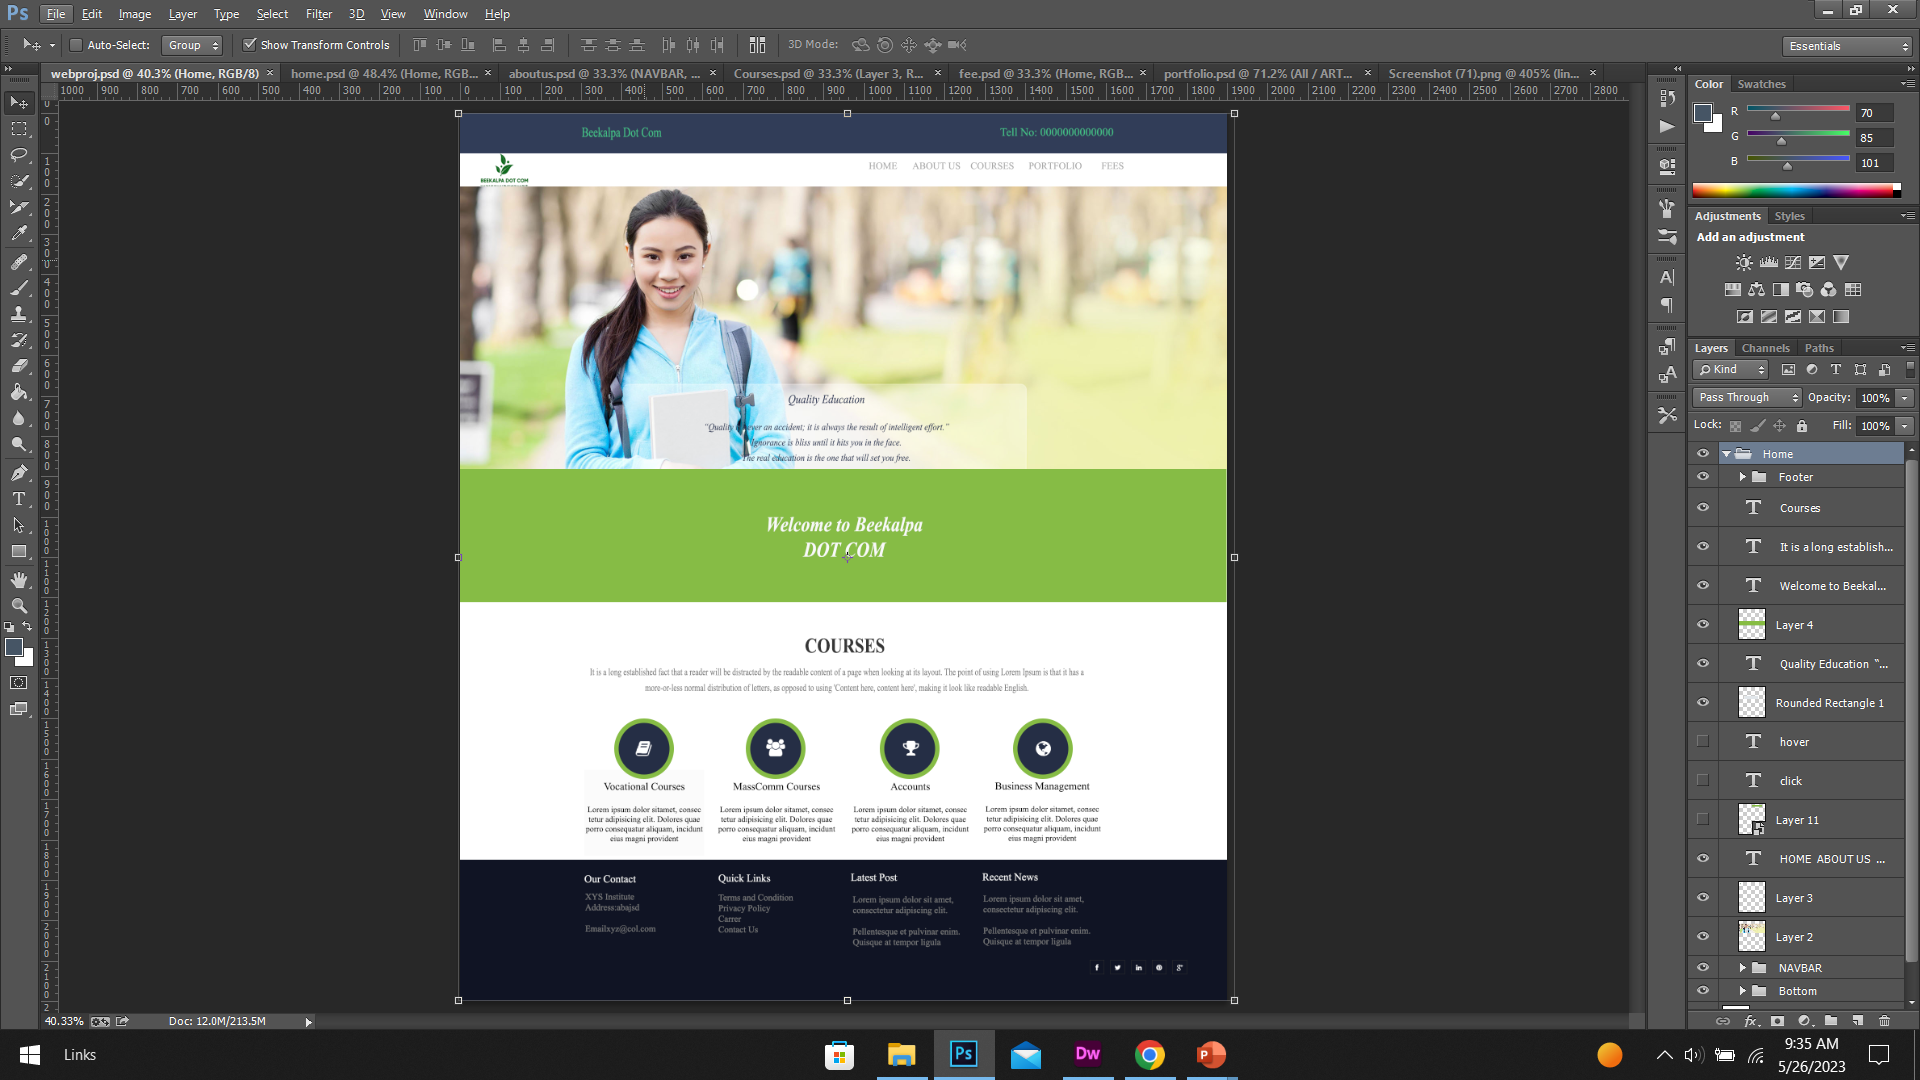 Ps File Edit Image Layer Type Select Filter 3D View Window Help
Auto-Select: Group Show Transform Controls 3D Mode: Essentials
webproj.psd @ 40.3% (Home, RGB/8) × home.psd @ 48.4% (Home, RGB... × aboutus.psd @ 33.3% (NAVBAR, ... × Courses.psd @ 33.3% (Layer 3, R... × fee.psd @ 33.3% (Home, RGB... × portfolio.psd @ 71.2% (All / ART... × Screenshot (71).png @ 405% (lin... ×
1000 900 800 700 600 500 400 300 200 100 0 100 200 300 400 500 600 700 800 900 1000 1100 1200 1300 1400 1500 1600 1700 1800 1900 2000 2100 2200 2300 2400 2500 2600 2700 2800
Beekalpa Dot Com Tell No: 0000000000000
BEEKALPA DOT COM
HOME ABOUT US COURSES PORTFOLIO FEES
Quality Education
"Quality is never an accident; it is always the result of intelligent effort."
Ignorance is bliss until it hits you in the face.
The real education is the one that will set you free.
Welcome to Beekalpa
DOT COM
COURSES
It is a long established fact that a reader will be distracted by the readable content of a page when looking at its layout. The point of using Lorem Ipsum is that it has a
more-or-less normal distribution of letters, as opposed to using 'Content here, content here', making it look like readable English.
Vocational Courses
Lorem ipsum dolor sitamet, consec
tetur adipisicing elit. Dolores quae
porro consequatur aliquam, incidunt
eius magni provident
MassComm Courses
Lorem ipsum dolor sitamet, consec
tetur adipisicing elit. Dolores quae
porro consequatur aliquam, incidunt
eius magni provident
Accounts
Lorem ipsum dolor sitamet, consec
tetur adipisicing elit. Dolores quae
porro consequatur aliquam, incidunt
eius magni provident
Business Management
Lorem ipsum dolor sitamet, consec
tetur adipisicing elit. Dolores quae
porro consequatur aliquam, incidunt
eius magni provident
Our Contact
XYS Institute
Address:abajsd
Emailxyz@col.com
Quick Links
Terms and Condition
Privacy Policy
Carrer
Contact Us
Latest Post
Lorem ipsum dolor sit amet,
consectetur adipiscing elit.
Pellentesque et pulvinar enim.
Quisque at tempor ligula
Recent News
Lorem ipsum dolor sit amet,
consectetur adipiscing elit.
Pellentesque et pulvinar enim.
Quisque at tempor ligula
Color Swatches
R 70
G 85
B 101
Adjustments Styles
Add an adjustment
Layers Channels Paths
Kind
Pass Through Opacity: 100%
Lock: Fill: 100%
Home
Footer
Courses
It is a long establish...
Welcome to Beekal...
Layer 4
Quality Education "...
Rounded Rectangle 1
hover
click
Layer 11
HOME ABOUT US ...
Layer 3
Layer 2
NAVBAR
Bottom
40.33% Doc: 12.0M/213.5M
Links
Ps Dw P
9:35 AM
5/26/2023